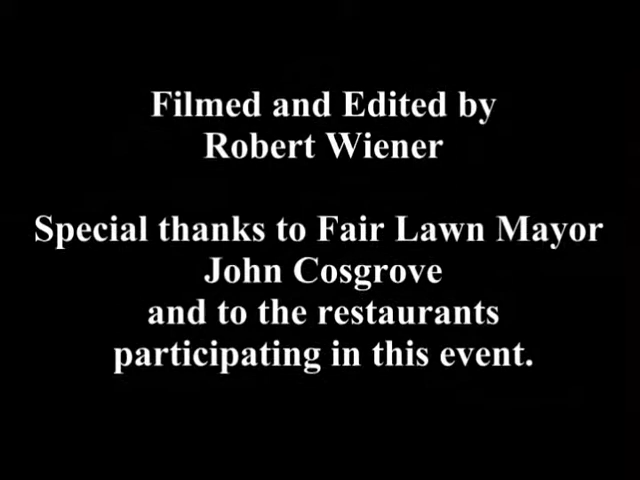 Filmed and Edited by
Robert Wiener
Special thanks to Fair Lawn Mayor
John Cosgrove
and to the restaurants
participating in this event.